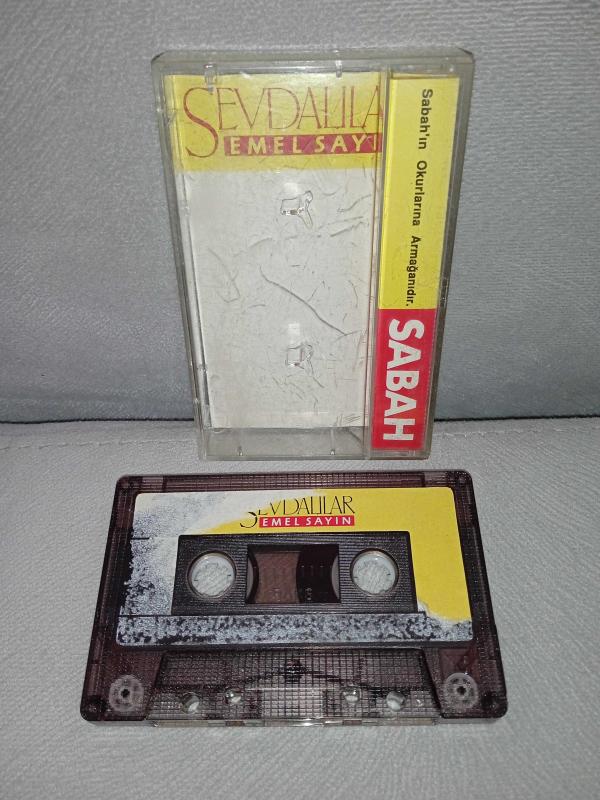 SEVDALILA
EMEL SAYI
Sabah'ın Okurlarına Armağanıdır.
SABAH
SEVDALILAR
EMEL SAYIN